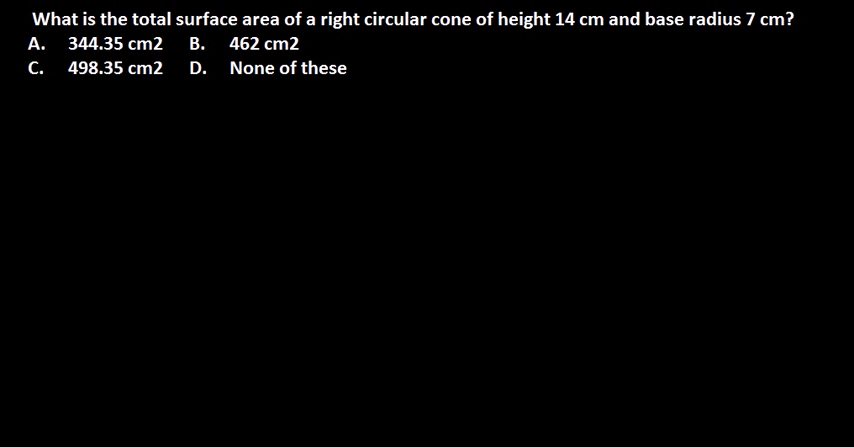 What is the total surface area of a right circular cone of height 14 cm and base radius 7 cm?
A. 344.35 cm2 B. 462 cm2
C. 498.35 cm2 D. None of these